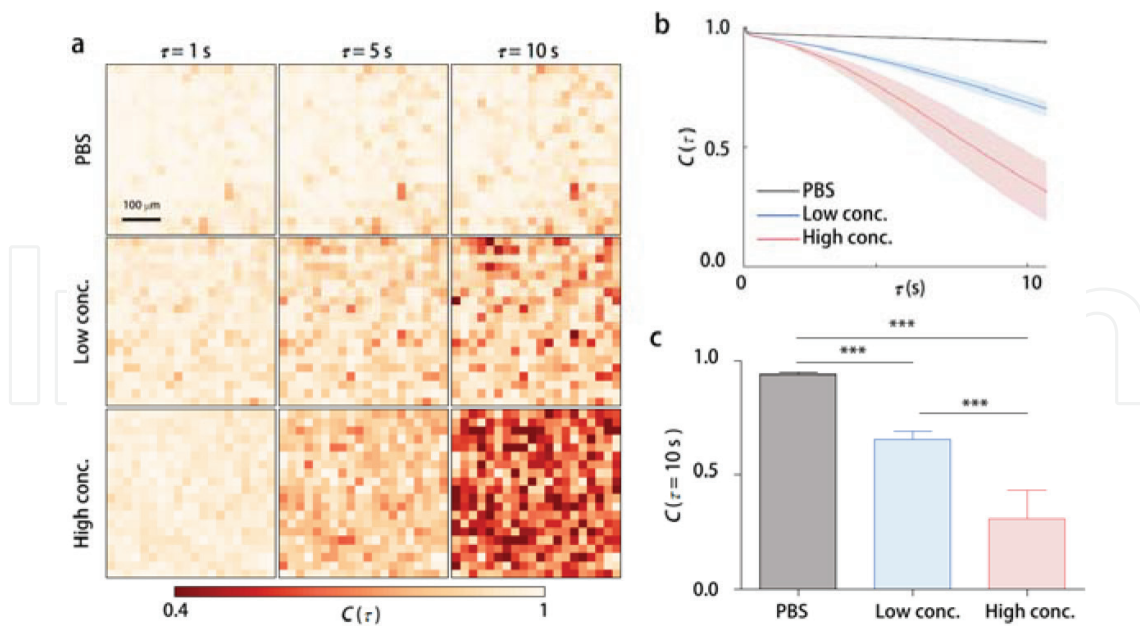 a
τ = 1 s
τ = 5 s
τ = 10 s
PBS
100 μm
Low conc.
High conc.
0.4
1
C(τ)
b
1.0
0.5
0.0
C(τ)
PBS
Low conc.
High conc.
0
10
τ(s)
c
***
***
***
1.0
0.5
0.0
C(τ = 10 s)
PBS
Low conc.
High conc.